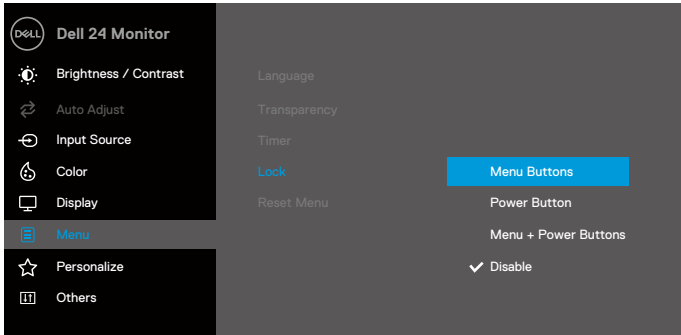 DELL Dell 24 Monitor
Brightness / Contrast
Auto Adjust
Input Source
Color
Display
Menu
Personalize
Others
Language
Transparency
Timer
Lock
Reset Menu
Menu Buttons
Power Button
Menu + Power Buttons
Disable